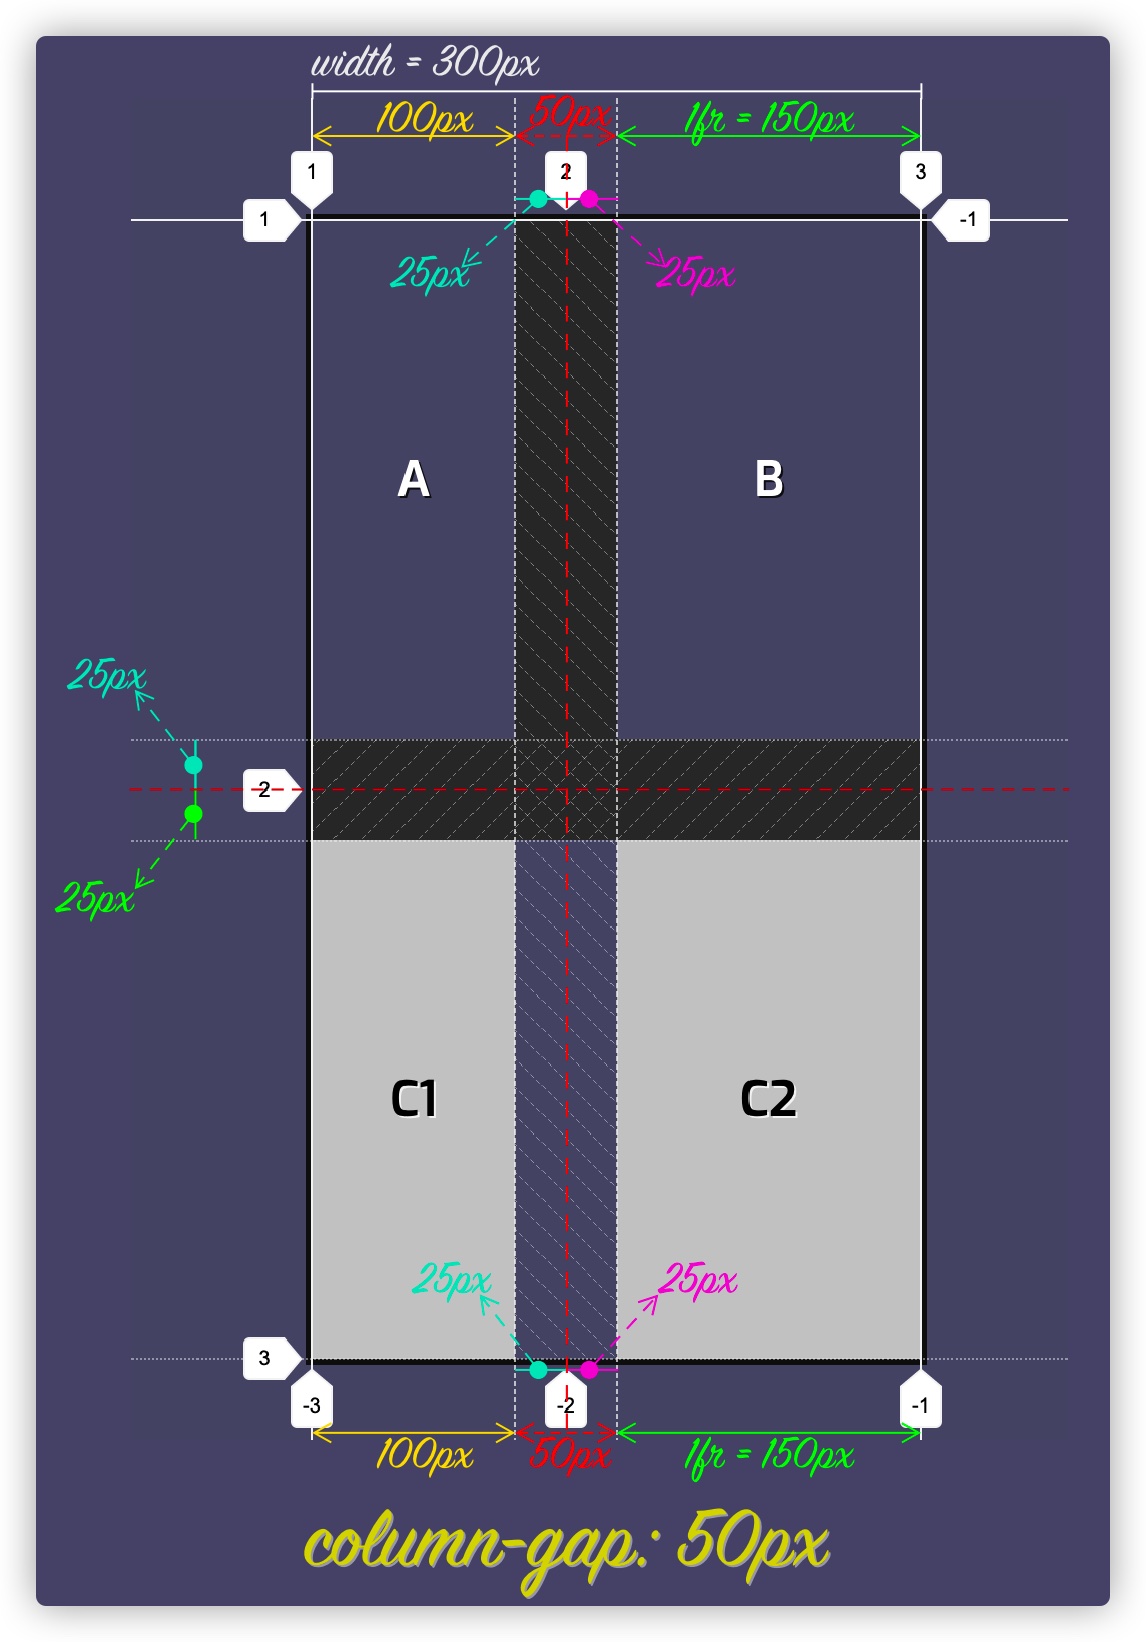 width = 300px
100px 50px 1fr = 150px
1 2 3
1 -1
25px 25px
A B
25px
2
25px
C1 C2
25px 25px
3
-3 -2 -1
100px 50px 1fr = 150px
column-gap: 50px